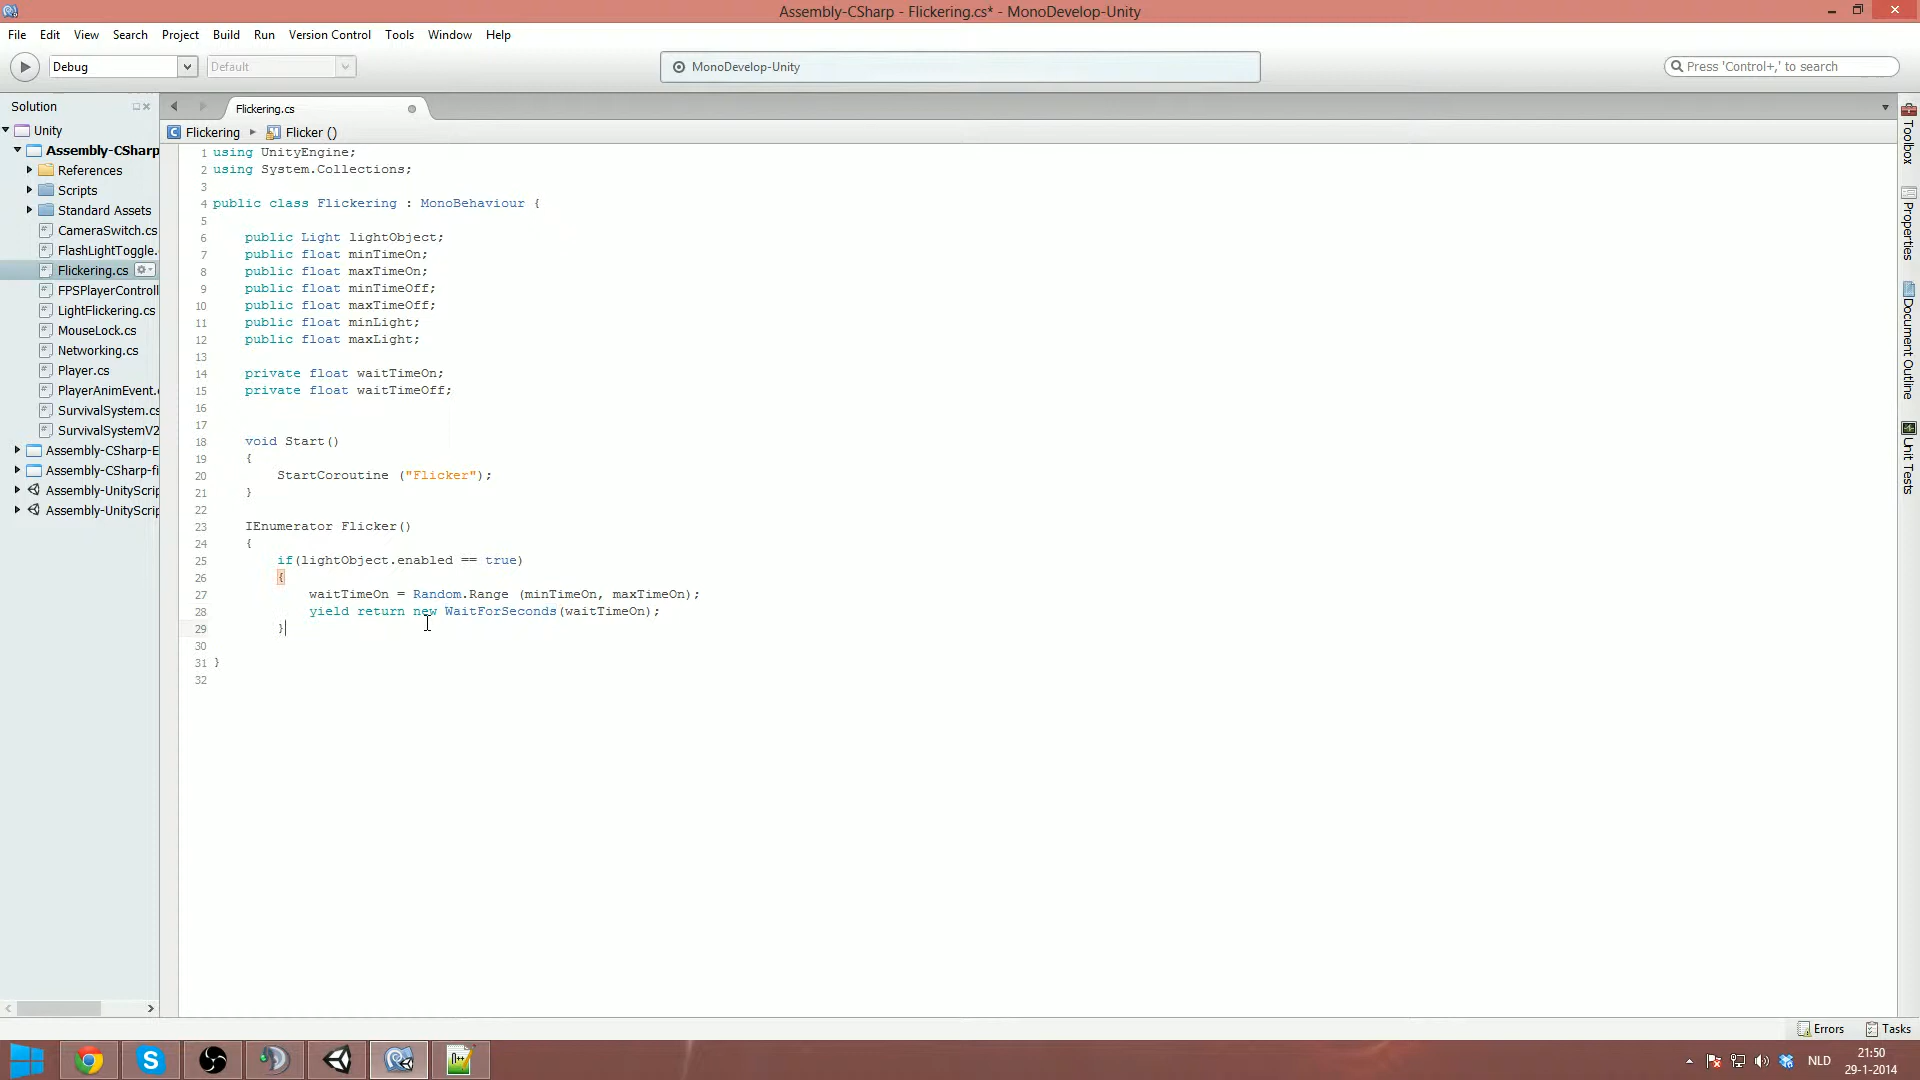 Assembly-CSharp - Flickering.cs* - MonoDevelop-Unity
File Edit View Search Project Build Run Version Control Tools Window Help
Debug Default MonoDevelop-Unity Press 'Control+,' to search
Solution
Unity
Assembly-CSharp
References
Scripts
Standard Assets
CameraSwitch.cs
FlashLightToggle.
Flickering.cs
FPSPlayerControll
LightFlickering.cs
MouseLock.cs
Networking.cs
Player.cs
PlayerAnimEvent.
SurvivalSystem.cs
SurvivalSystemV2
Assembly-CSharp-E
Assembly-CSharp-fi
Assembly-UnityScrip
Assembly-UnityScrip
Flickering.cs
Flickering Flicker ()
1 using UnityEngine;
2 using System.Collections;
3
4 public class Flickering : MonoBehaviour {
5
6 public Light lightObject;
7 public float minTimeOn;
8 public float maxTimeOn;
9 public float minTimeOff;
10 public float maxTimeOff;
11 public float minLight;
12 public float maxLight;
13
14 private float waitTimeOn;
15 private float waitTimeOff;
16
17
18 void Start()
19 {
20 StartCoroutine ("Flicker");
21 }
22
23 IEnumerator Flicker()
24 {
25 if(lightObject.enabled == true)
26 {
27 waitTimeOn = Random.Range (minTimeOn, maxTimeOn);
28 yield return new WaitForSeconds(waitTimeOn);
29 }
30
31 }
32
Toolbox
Properties
Document Outline
Unit Tests
Errors Tasks
NLD
21:50
29-1-2014